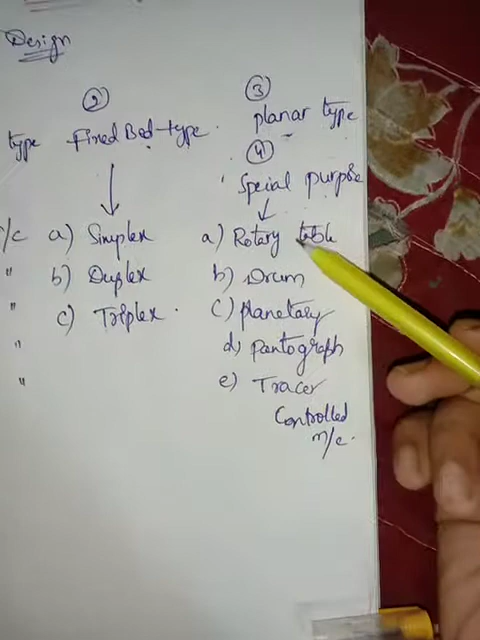 Design
②
③
type Fixed Bed-type.
planar type
④
Special purpose
/c a) Simplex
a) Rotary table
" b) Duplex
b) Drum
" c) Triplex.
c) planetary
"
d) Pantograph
"
e) Tracer
Controlled
m/c.